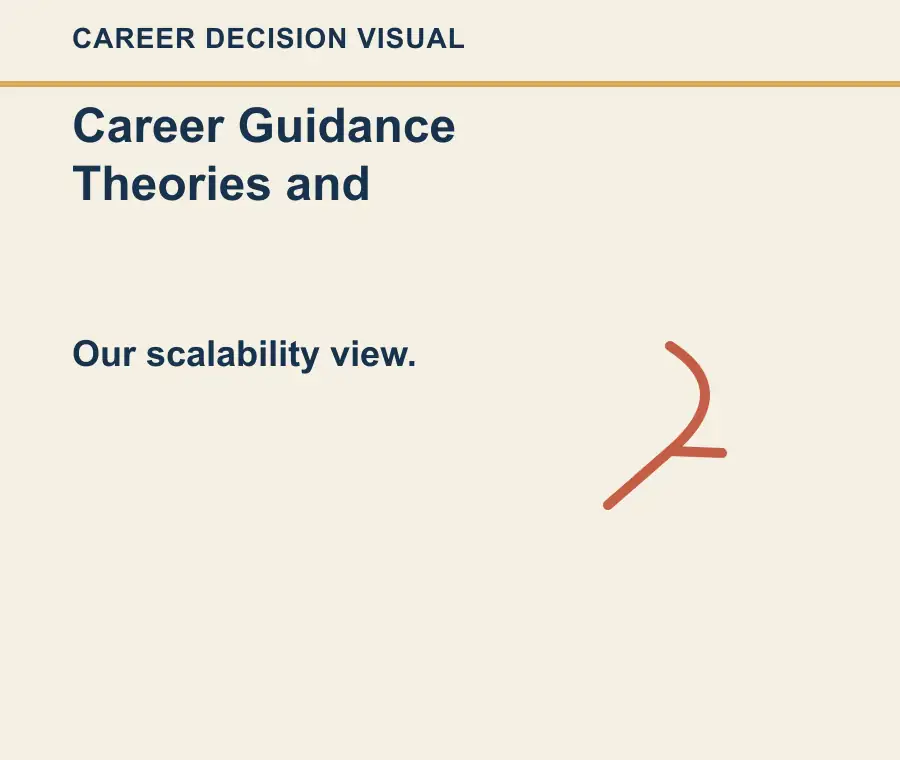 CAREER DECISION VISUAL
Career Guidance
Theories and
Our scalability view.